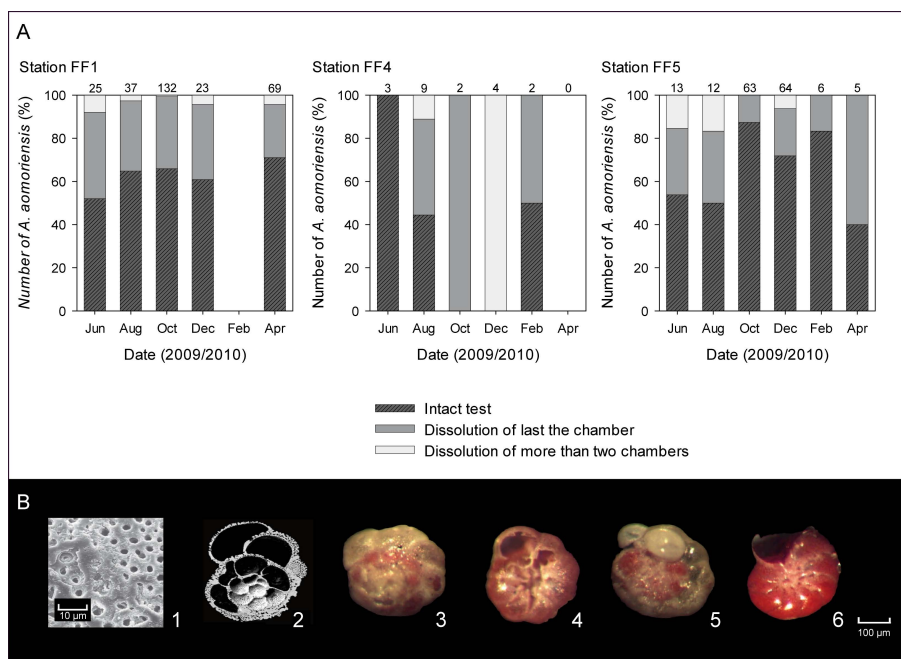 A
Station FF1
Station FF4
Station FF5
25 37 132 23 69
3 9 2 4 2 0
13 12 63 64 6 5
Number of A. aomoriensis (%)
100
80
60
40
20
0
Jun Aug Oct Dec Feb Apr
Date (2009/2010)
Number of A. aomoriensis (%)
100
80
60
40
20
0
Jun Aug Oct Dec Feb Apr
Date (2009/2010)
Number of A. aomoriensis (%)
100
80
60
40
20
0
Jun Aug Oct Dec Feb Apr
Date (2009/2010)
Intact test
Dissolution of last the chamber
Dissolution of more than two chambers
B
10 µm
1
2
3
4
5
6
100 µm